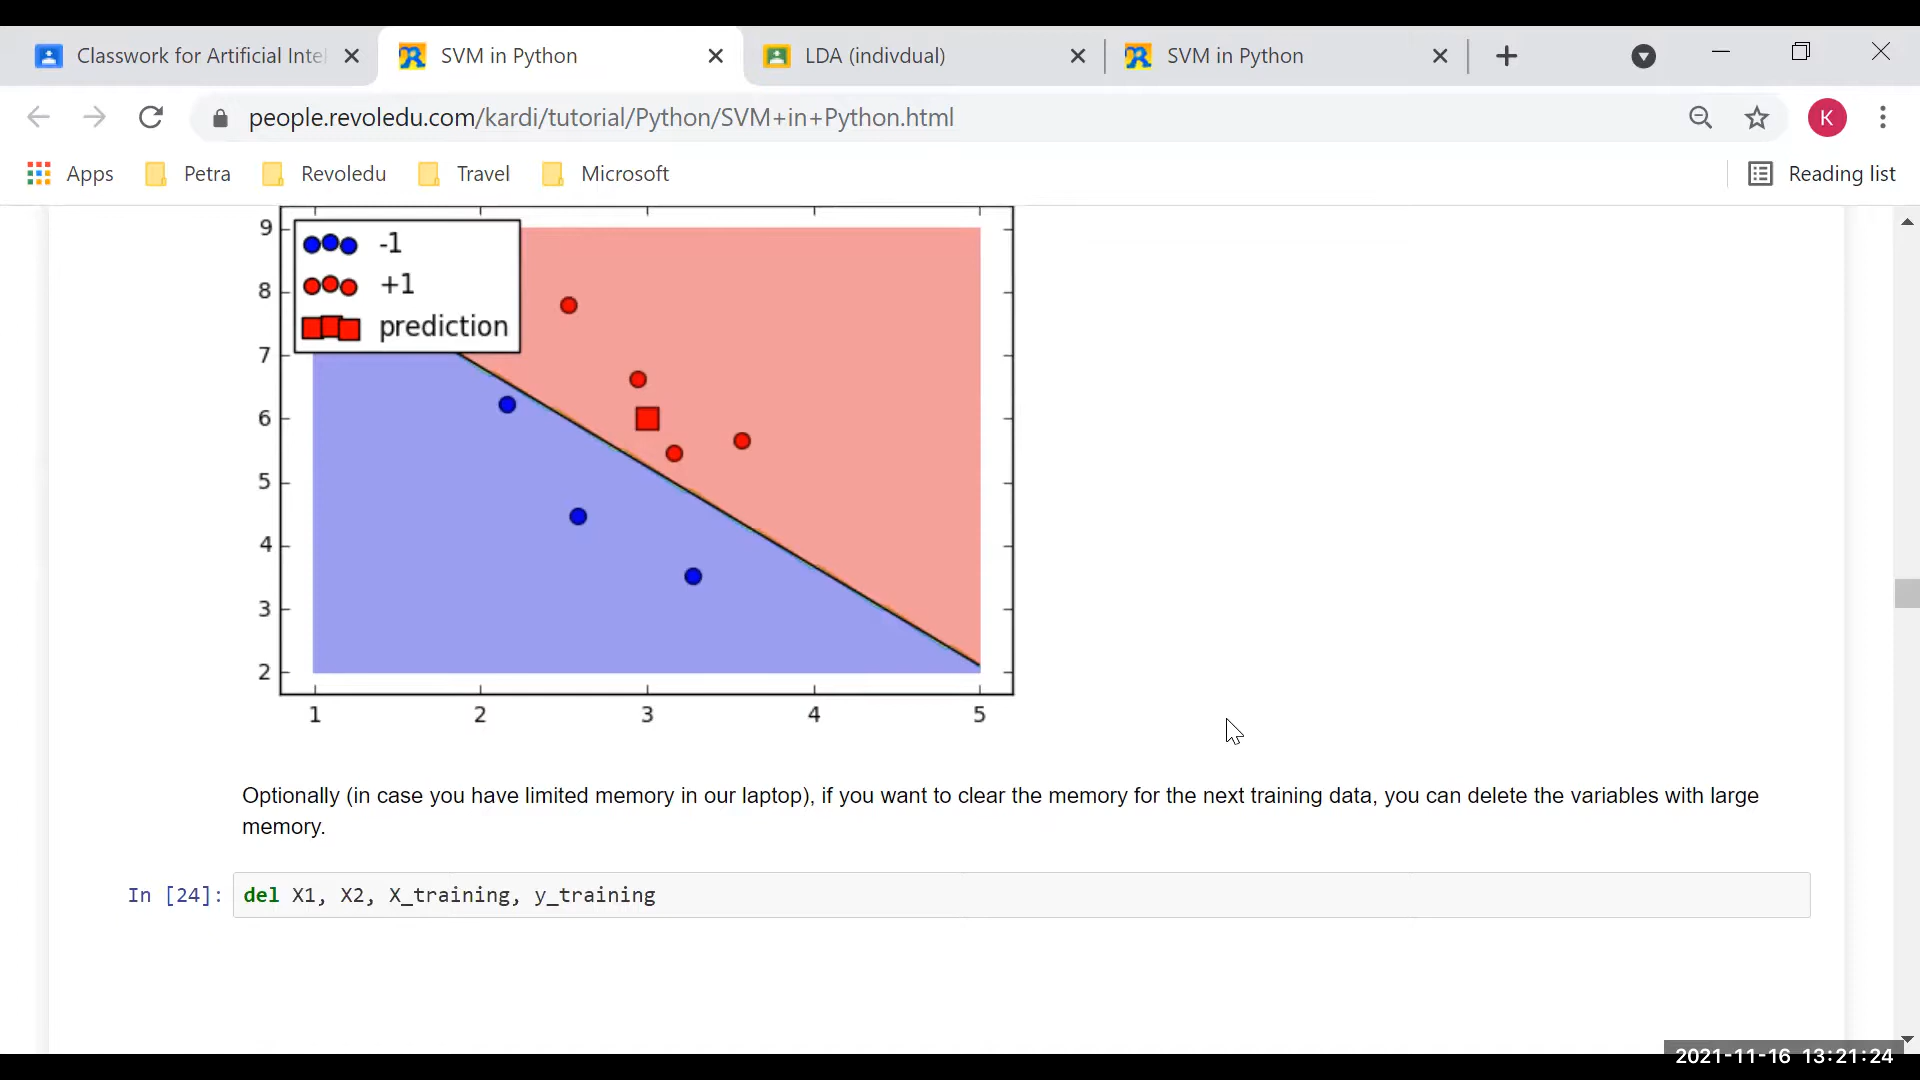 Classwork for Artificial Intel
SVM in Python
LDA (indivdual)
SVM in Python
people.revoledu.com/kardi/tutorial/Python/SVM+in+Python.html
K
Apps
Petra
Revoledu
Travel
Microsoft
Reading list
9
8
7
6
5
4
3
2
-1
+1
prediction
1 2 3 4 5
Optionally (in case you have limited memory in our laptop), if you want to clear the memory for the next training data, you can delete the variables with large
memory.
In [24]: del X1, X2, X_training, y_training
2021-11-16 13:21:24